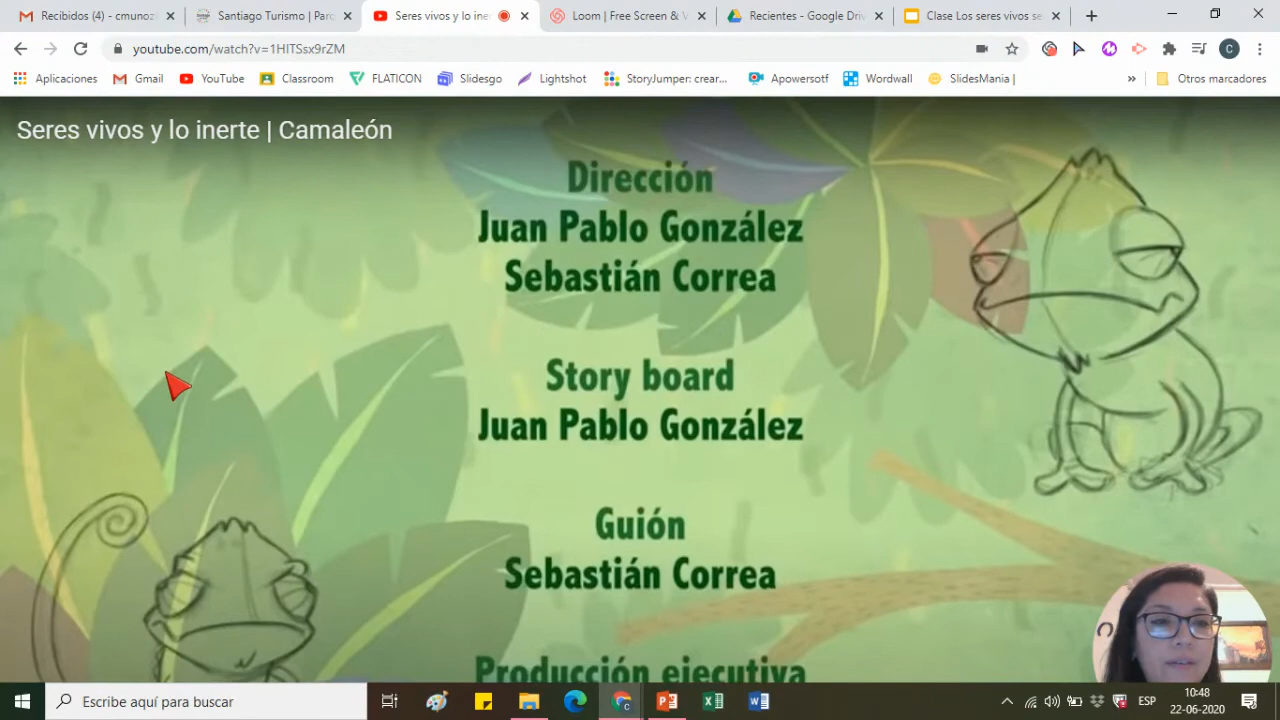 Recibidos (4) - cmunoz
Santiago Turismo | Parc
Seres vivos y lo iner
Loom | Free Screen & V
Recientes - Google Driv
Clase Los seres vivos se
youtube.com/watch?v=1HITSsx9rZM
Aplicaciones
Gmail
YouTube
Classroom
FLATICON
Slidesgo
Lightshot
StoryJumper: crear...
Apowersotf
Wordwall
SlidesMania |
»
Otros marcadores
Seres vivos y lo inerte | Camaleón
Dirección
Juan Pablo González
Sebastián Correa
Story board
Juan Pablo González
Guión
Sebastián Correa
Producción ejecutiva
Escribe aquí para buscar
ESP
10:48
22-06-2020